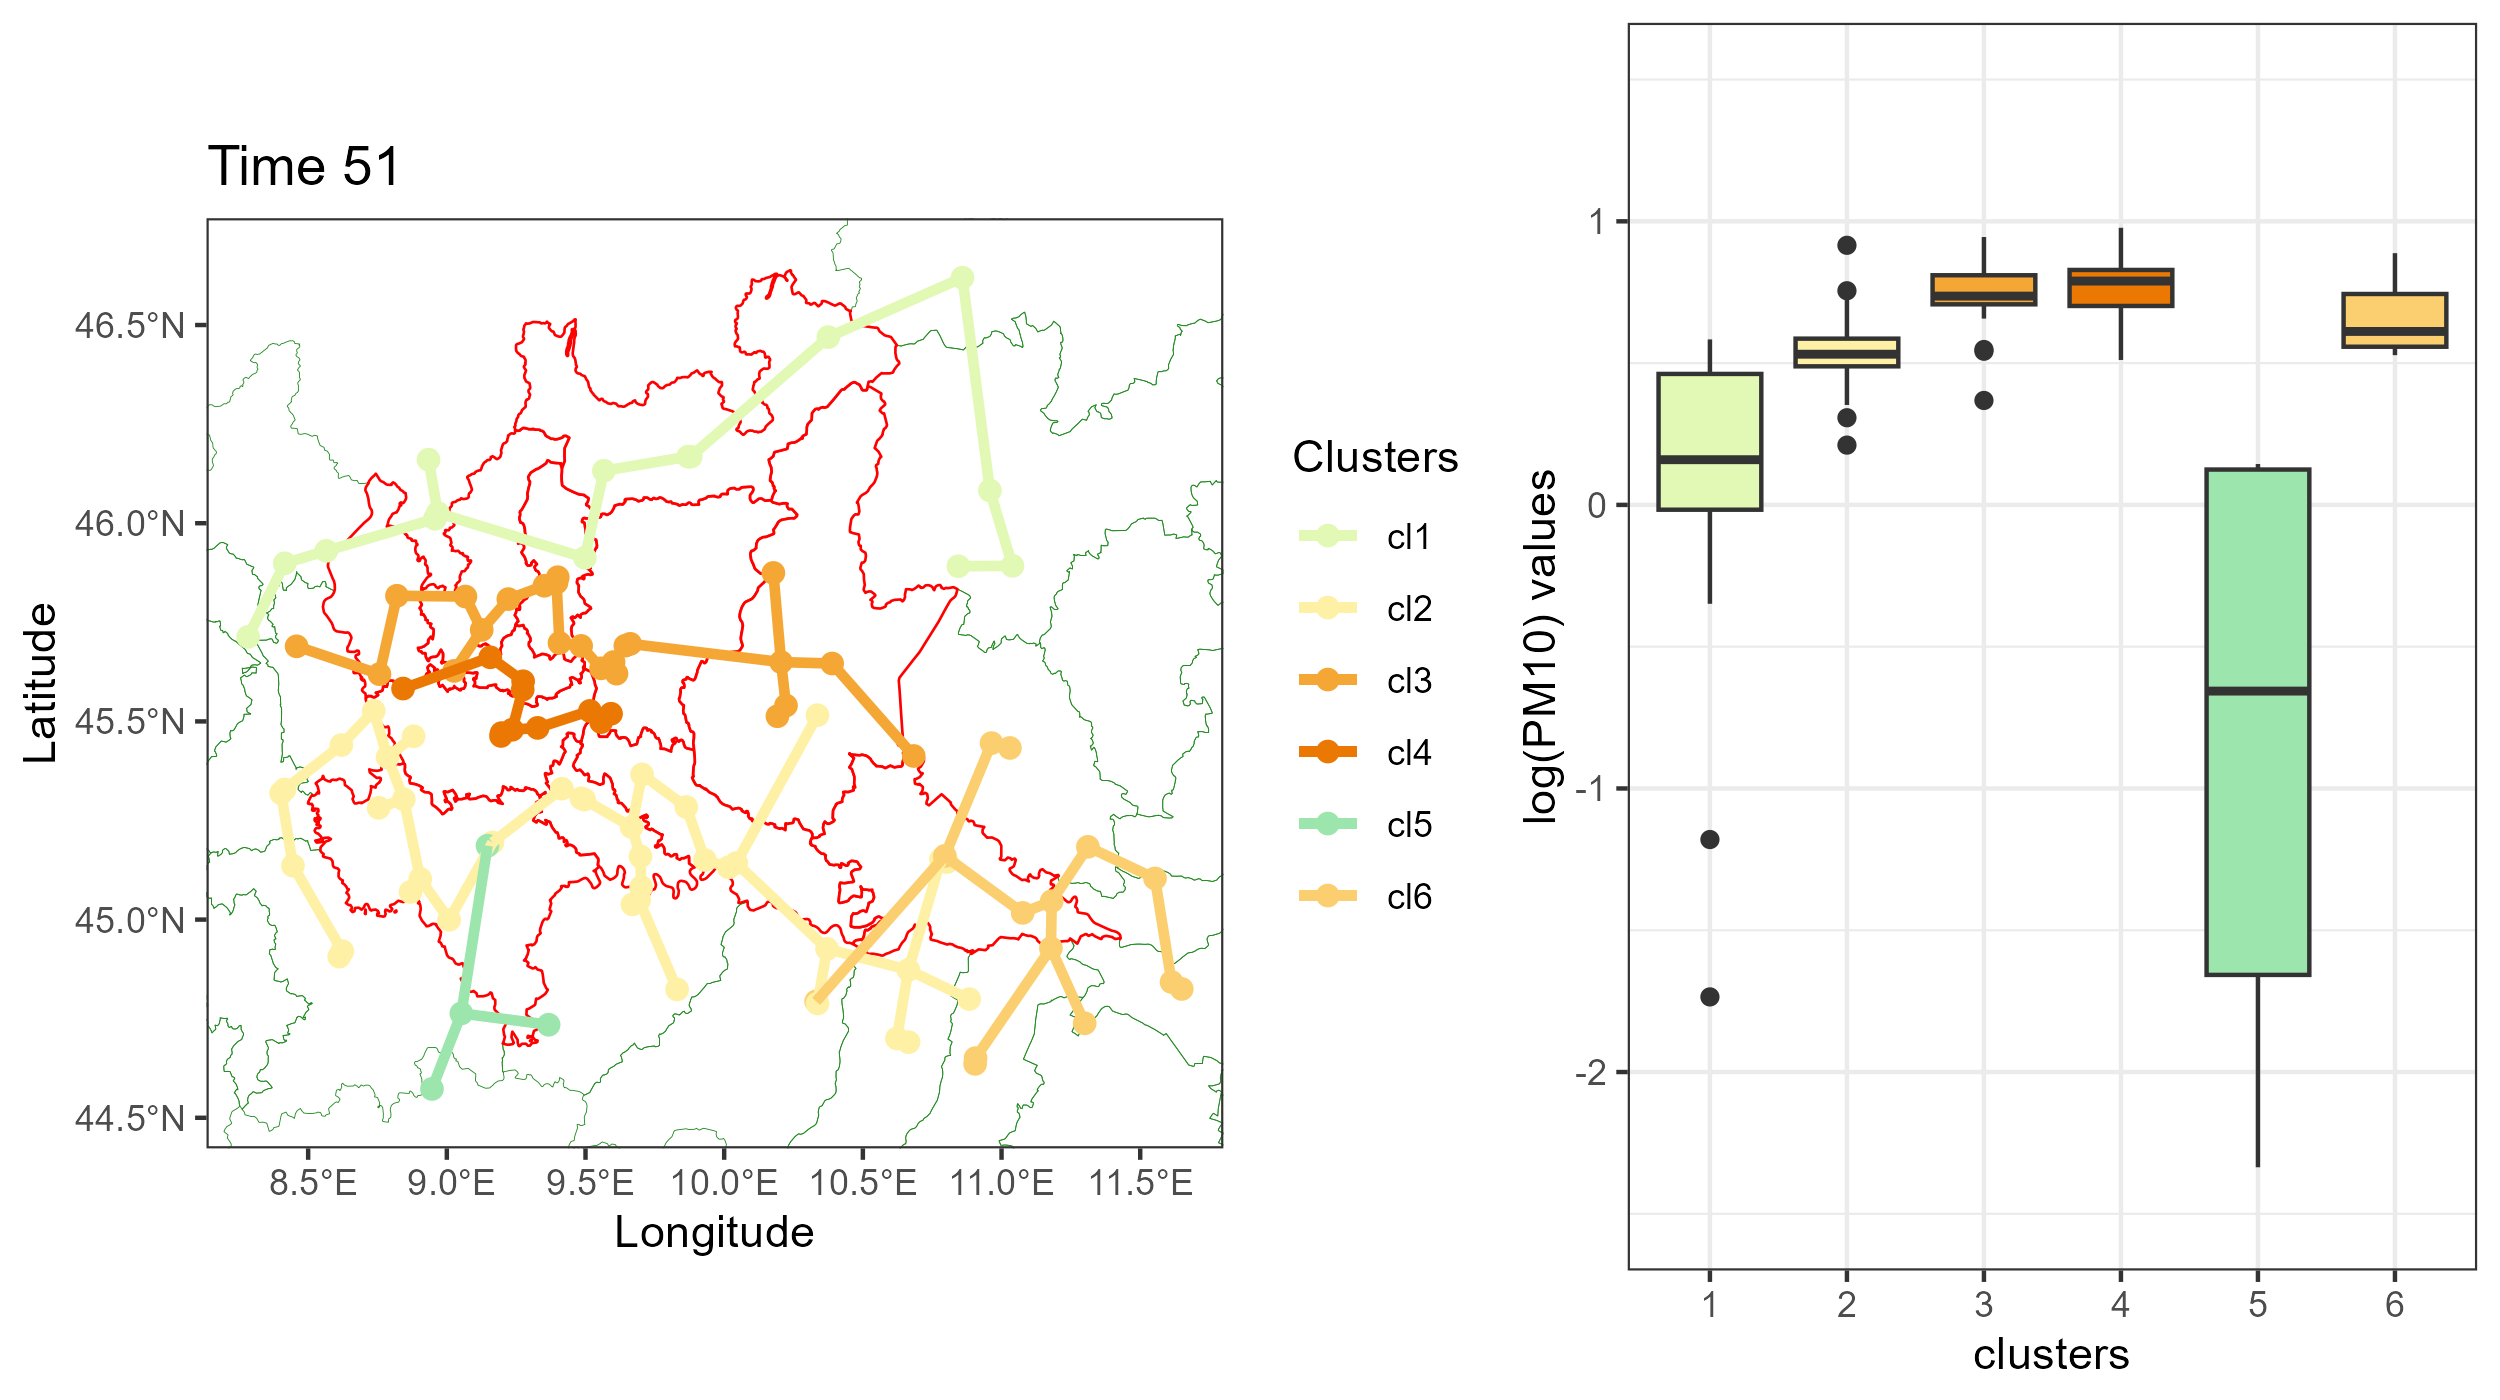 Time 51
46.5°N
46.0°N
45.5°N
45.0°N
44.5°N
Latitude
8.5°E 9.0°E 9.5°E 10.0°E 10.5°E 11.0°E 11.5°E
Longitude
Clusters
cl1
cl2
cl3
cl4
cl5
cl6
1
0
-1
-2
log(PM10) values
1 2 3 4 5 6
clusters